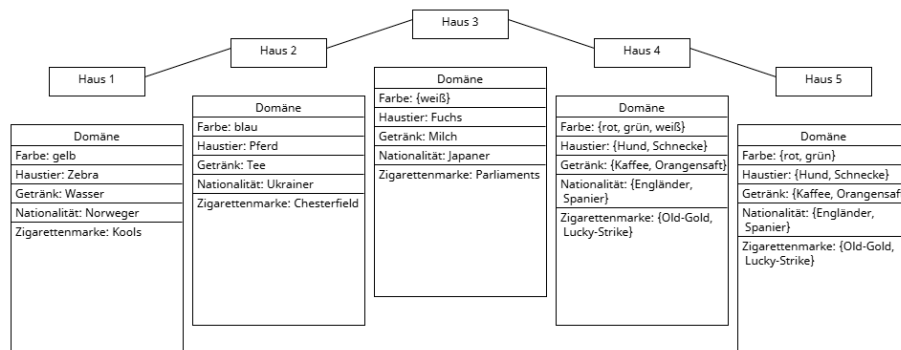 Haus 3
Haus 2
Haus 4
Haus 1
Haus 5
Domäne
Farbe: gelb
Haustier: Zebra
Getränk: Wasser
Nationalität: Norweger
Zigarettenmarke: Kools
Domäne
Farbe: blau
Haustier: Pferd
Getränk: Tee
Nationalität: Ukrainer
Zigarettenmarke: Chesterfield
Domäne
Farbe: {weiß}
Haustier: Fuchs
Getränk: Milch
Nationalität: Japaner
Zigarettenmarke: Parliaments
Domäne
Farbe: {rot, grün, weiß}
Haustier: {Hund, Schnecke}
Getränk: {Kaffee, Orangensaft}
Nationalität: {Engländer,
Spanier}
Zigarettenmarke: {Old-Gold,
Lucky-Strike}
Domäne
Farbe: {rot, grün}
Haustier: {Hund, Schnecke}
Getränk: {Kaffee, Orangensaft
Nationalität: {Engländer,
Spanier}
Zigarettenmarke: {Old-Gold,
Lucky-Strike}